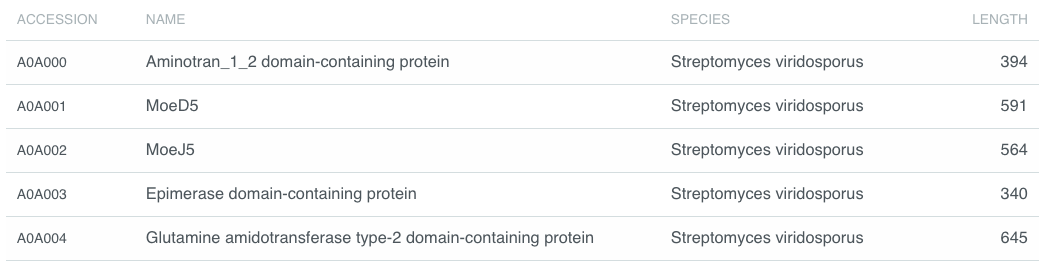 ACCESSION NAME SPECIES LENGTH
A0A000 Aminotran_1_2 domain-containing protein Streptomyces viridosporus 394
A0A001 MoeD5 Streptomyces viridosporus 591
A0A002 MoeJ5 Streptomyces viridosporus 564
A0A003 Epimerase domain-containing protein Streptomyces viridosporus 340
A0A004 Glutamine amidotransferase type-2 domain-containing protein Streptomyces viridosporus 645